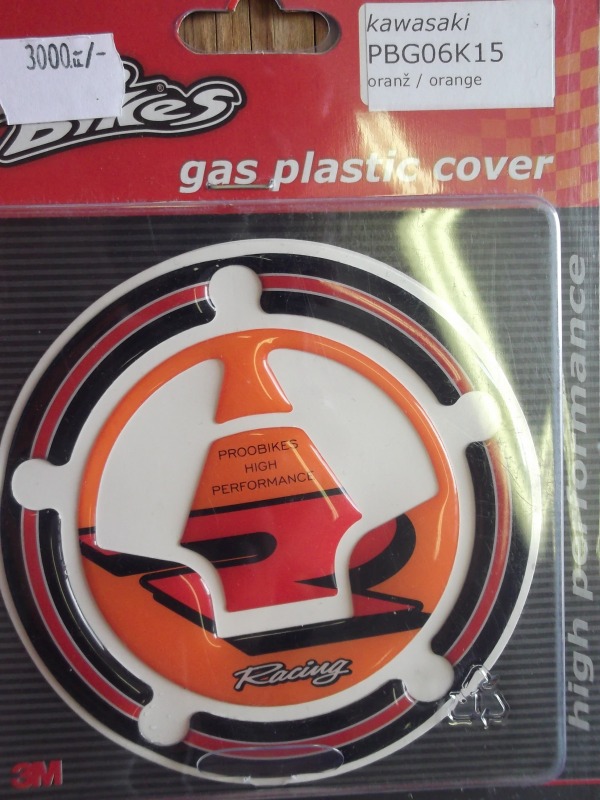 kawasaki
PBG06K15
oranž / orange
3000.-/-
Bikes®
gas plastic cover
high performance
PROOBIKES
HIGH
PERFORMANCE
Racing
3M